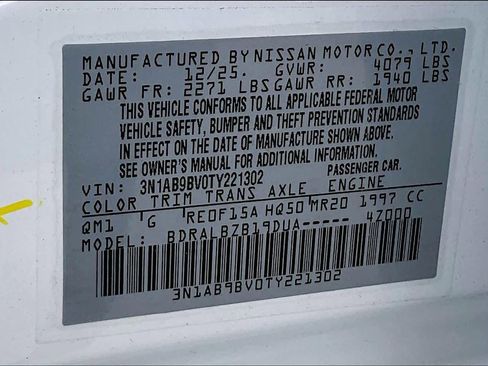 MANUFACTURED BY NISSAN MOTOR CO., LTD.
DATE: 12/25. GVWR: 4079 LBS
GAWR FR: 2271 LBS GAWR RR: 1940 LBS
THIS VEHICLE CONFORMS TO ALL APPLICABLE FEDERAL MOTOR
VEHICLE SAFETY, BUMPER AND THEFT PREVENTION STANDARDS
IN EFFECT ON THE DATE OF MANUFACTURE SHOWN ABOVE.
SEE OWNER'S MANUAL FOR ADDITIONAL INFORMATION.
VIN: 3N1AB9BV0TY221302 PASSENGER CAR.
COLOR TRIM TRANS AXLE ENGINE
QM1 G RE0F15A HQ50 MR20 1997 CC
MODEL: BDRALBZB19DUA----- 4Z000
3N1AB9BV0TY221302